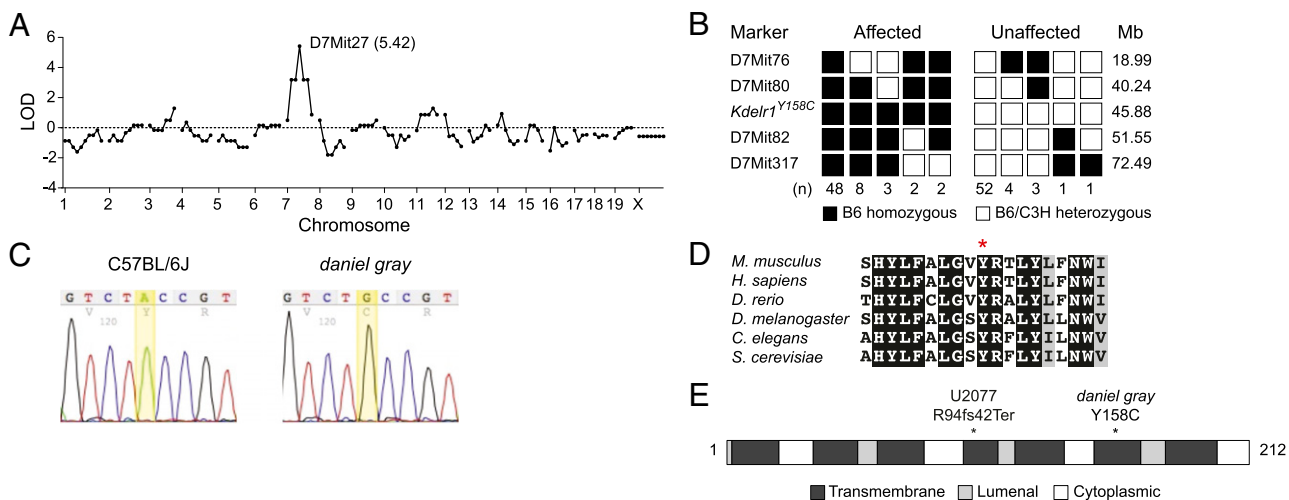 A
6
4
2
0
-2
-4
LOD
D7Mit27 (5.42)
1 2 3 4 5 6 7 8 9 10 11 12 13 14 15 16 17 18 19 X
Chromosome
B
Marker Affected Unaffected Mb
D7Mit76 18.99
D7Mit80 40.24
Kdelr1Y158C 45.88
D7Mit82 51.55
D7Mit317 72.49
(n) 48 8 3 2 2 52 4 3 1 1
B6 homozygous B6/C3H heterozygous
C
C57BL/6J
G T C T A C C G T
V Y R
120
daniel gray
G T C T G C C G T
V C R
120
D
*
M. musculus SHYLFALGVYRTLYLFNWI
H. sapiens SHYLFALGVYRTLYLFNWI
D. rerio THYLFCLGVYRALYLFNWI
D. melanogaster SHYLFALGSYRALYLLNWV
C. elegans AHYLFALGSYRFLYILNWV
S. cerevisiae AHYLFALGSYRFLYILNWV
E
U2077
R94fs42Ter
*
daniel gray
Y158C
*
1 212
Transmembrane Lumenal Cytoplasmic